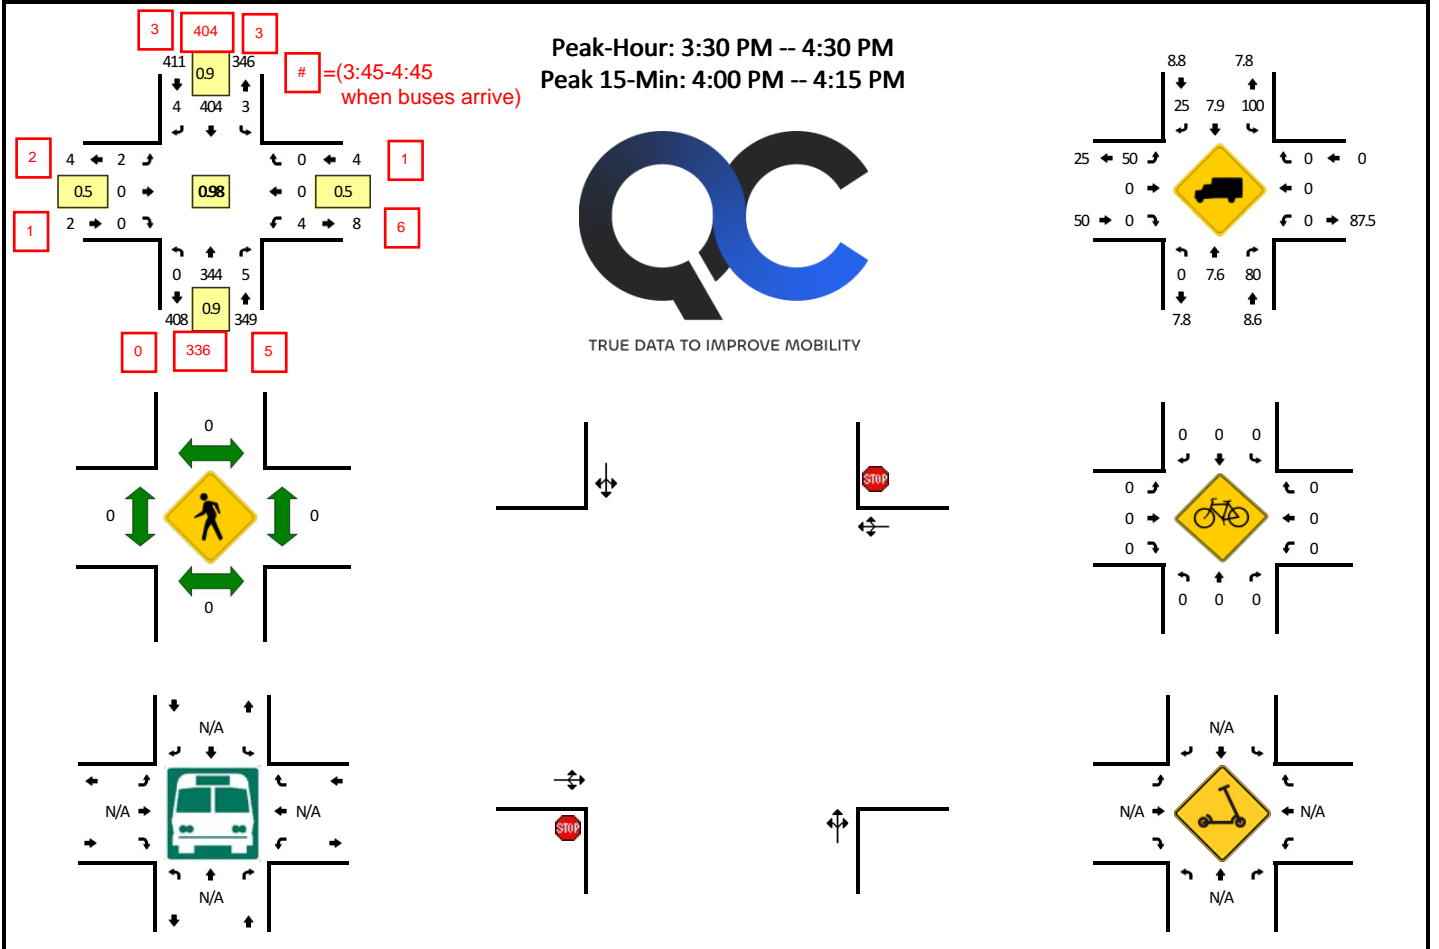 3 404 3
411 0.9 346
# =(3:45-4:45
when buses arrive)
4 404 3
2 4 2 0 4 1
0.5 0 0.98 0 0.5
1 2 0 4 8 6
0 344 5
408 0.9 349
0 336 5
Peak-Hour: 3:30 PM -- 4:30 PM
Peak 15-Min: 4:00 PM -- 4:15 PM
QC
TRUE DATA TO IMPROVE MOBILITY
8.8 7.8
25 7.9 100
25 50 0 0
0 0
50 0 0 87.5
0 7.6 80
7.8 8.6
0
0 0
0
STOP
STOP
0 0 0
0 0
0 0
0 0
0 0 0
N/A
N/A N/A
N/A
N/A
N/A N/A
N/A